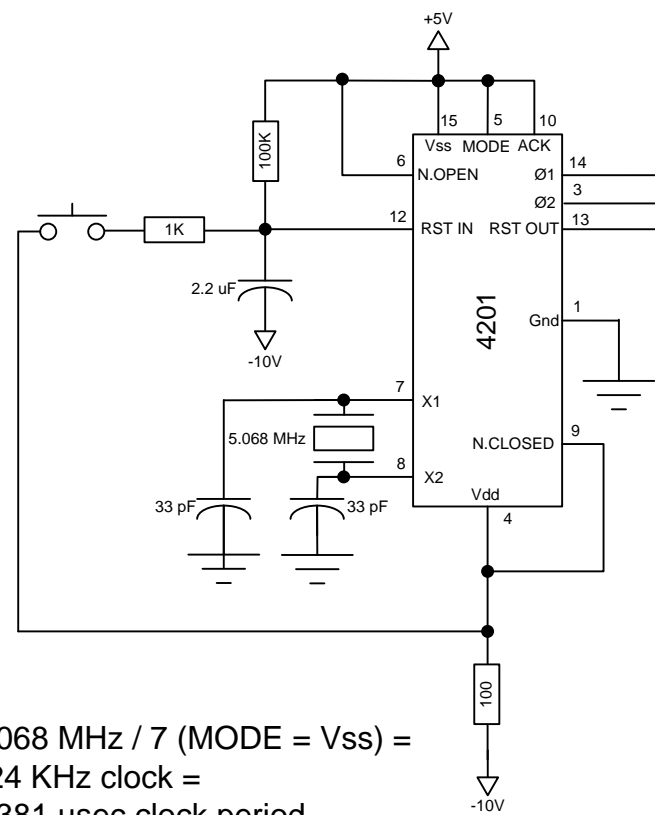 +5V
15 5 10
Vss MODE ACK
100K
6 N.OPEN
Ø1 14
Ø2 3
12 RST IN
RST OUT 13
1K
2.2 uF
-10V
4201
Gnd 1
7 X1
5.068 MHz
N.CLOSED 9
8 X2
33 pF
33 pF
Vdd
4
100
-10V
068 MHz / 7 (MODE = Vss) =
24 KHz clock =
381 usec clock period